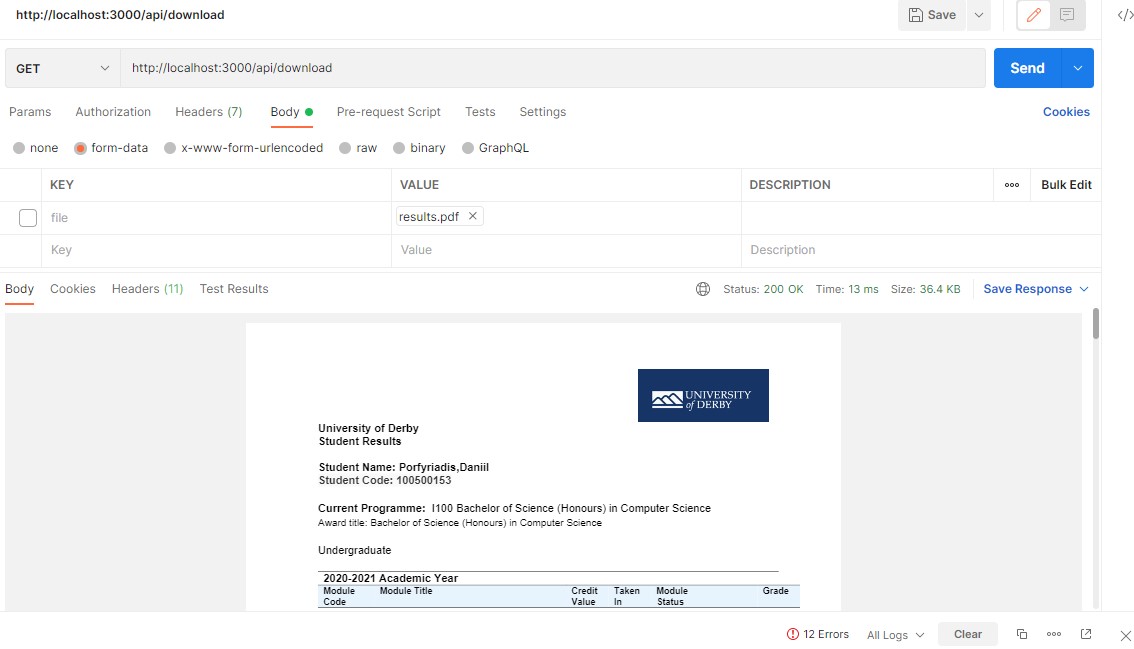 http://localhost:3000/api/download
Save
GET http://localhost:3000/api/download Send
Params Authorization Headers (7) Body Pre-request Script Tests Settings Cookies
none form-data x-www-form-urlencoded raw binary GraphQL
KEY VALUE DESCRIPTION ooo Bulk Edit
file results.pdf
Key Value Description
Body Cookies Headers (11) Test Results Status: 200 OK Time: 13 ms Size: 36.4 KB Save Response
UNIVERSITY
of DERBY
University of Derby
Student Results
Student Name: Porfyriadis,Daniil
Student Code: 100500153
Current Programme: I100 Bachelor of Science (Honours) in Computer Science
Award title: Bachelor of Science (Honours) in Computer Science
Undergraduate
2020-2021 Academic Year
Module Module Title Credit Taken Module Grade
Code Value In Status
12 Errors All Logs Clear